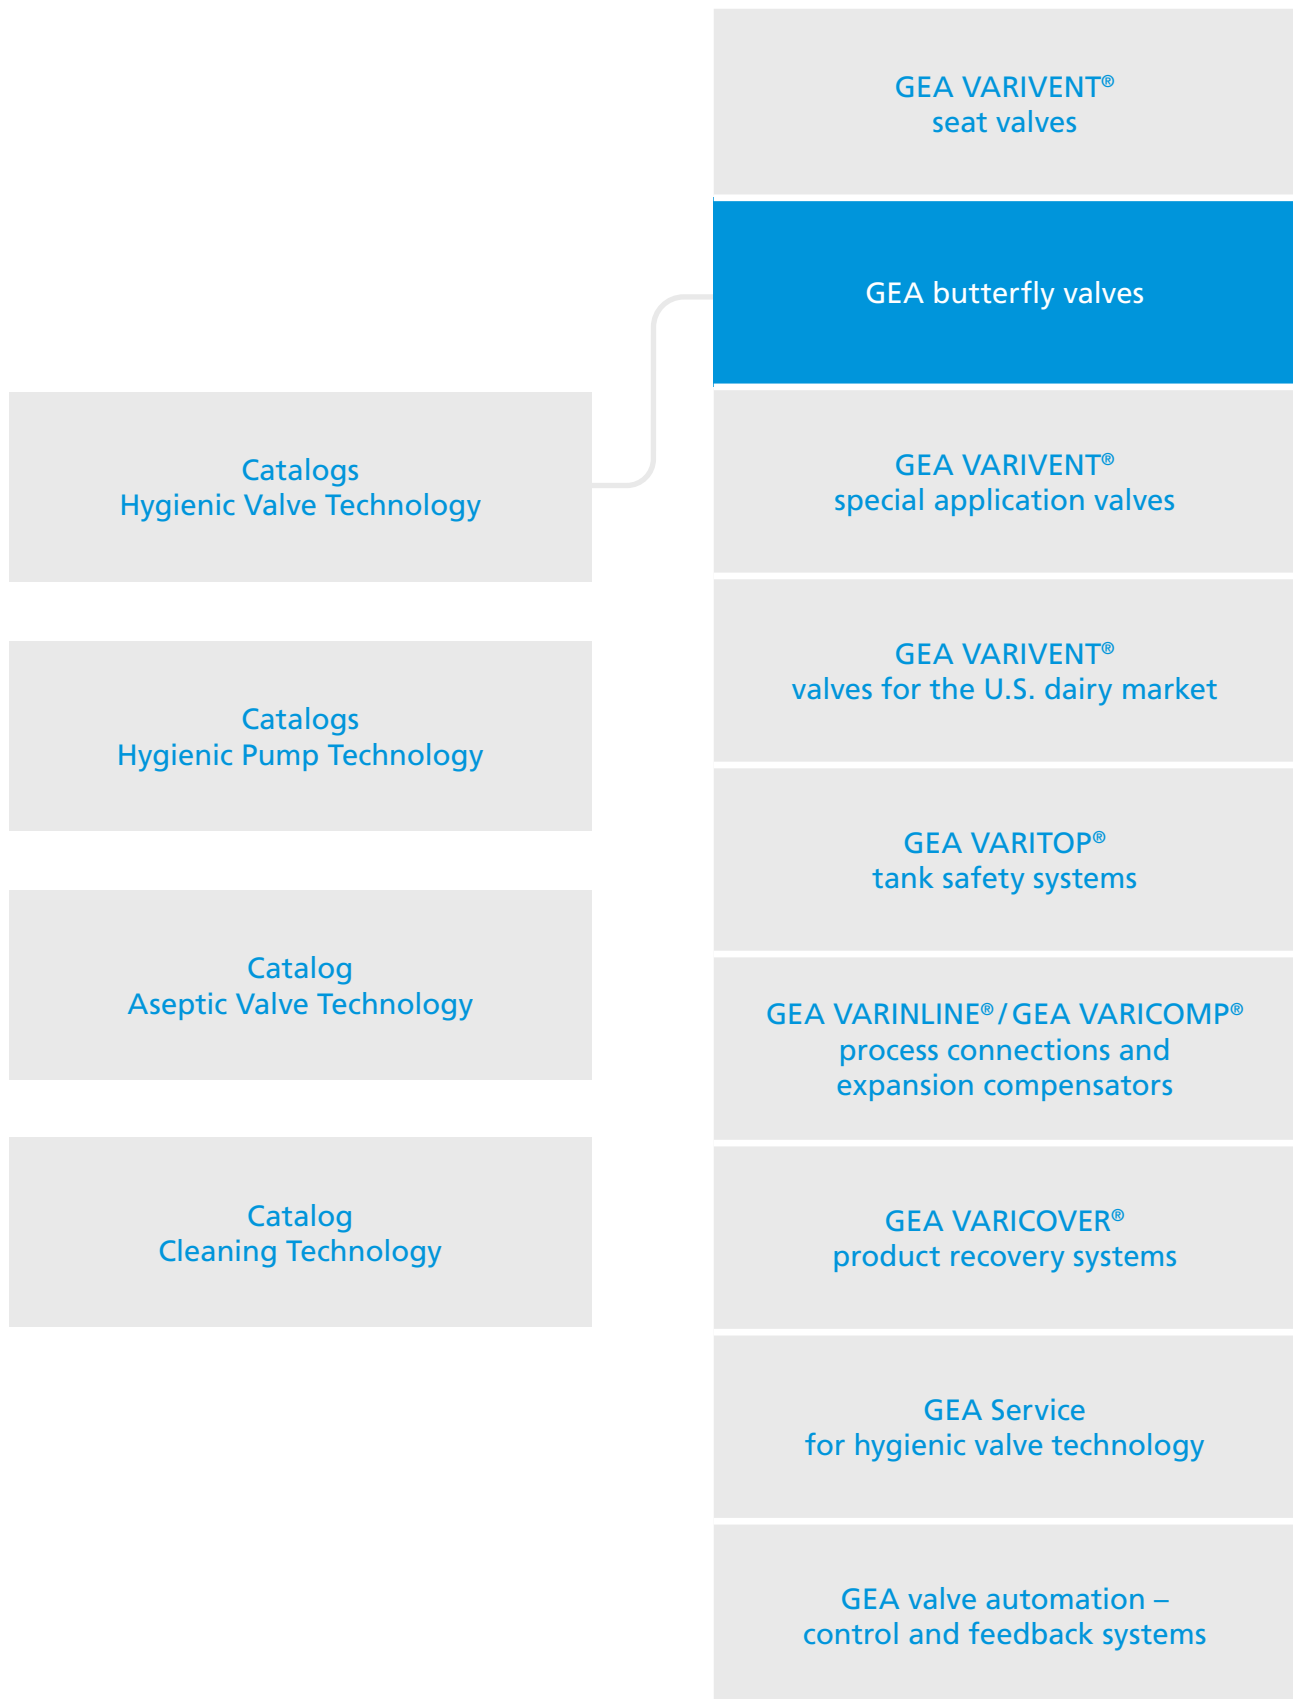 Catalogs
Hygienic Valve Technology
Catalogs
Hygienic Pump Technology
Catalog
Aseptic Valve Technology
Catalog
Cleaning Technology
GEA VARIVENT®
seat valves
GEA butterfly valves
GEA VARIVENT®
special application valves
GEA VARIVENT®
valves for the U.S. dairy market
GEA VARITOP®
tank safety systems
GEA VARINLINE® / GEA VARICOMP®
process connections and
expansion compensators
GEA VARICOVER®
product recovery systems
GEA Service
for hygienic valve technology
GEA valve automation –
control and feedback systems